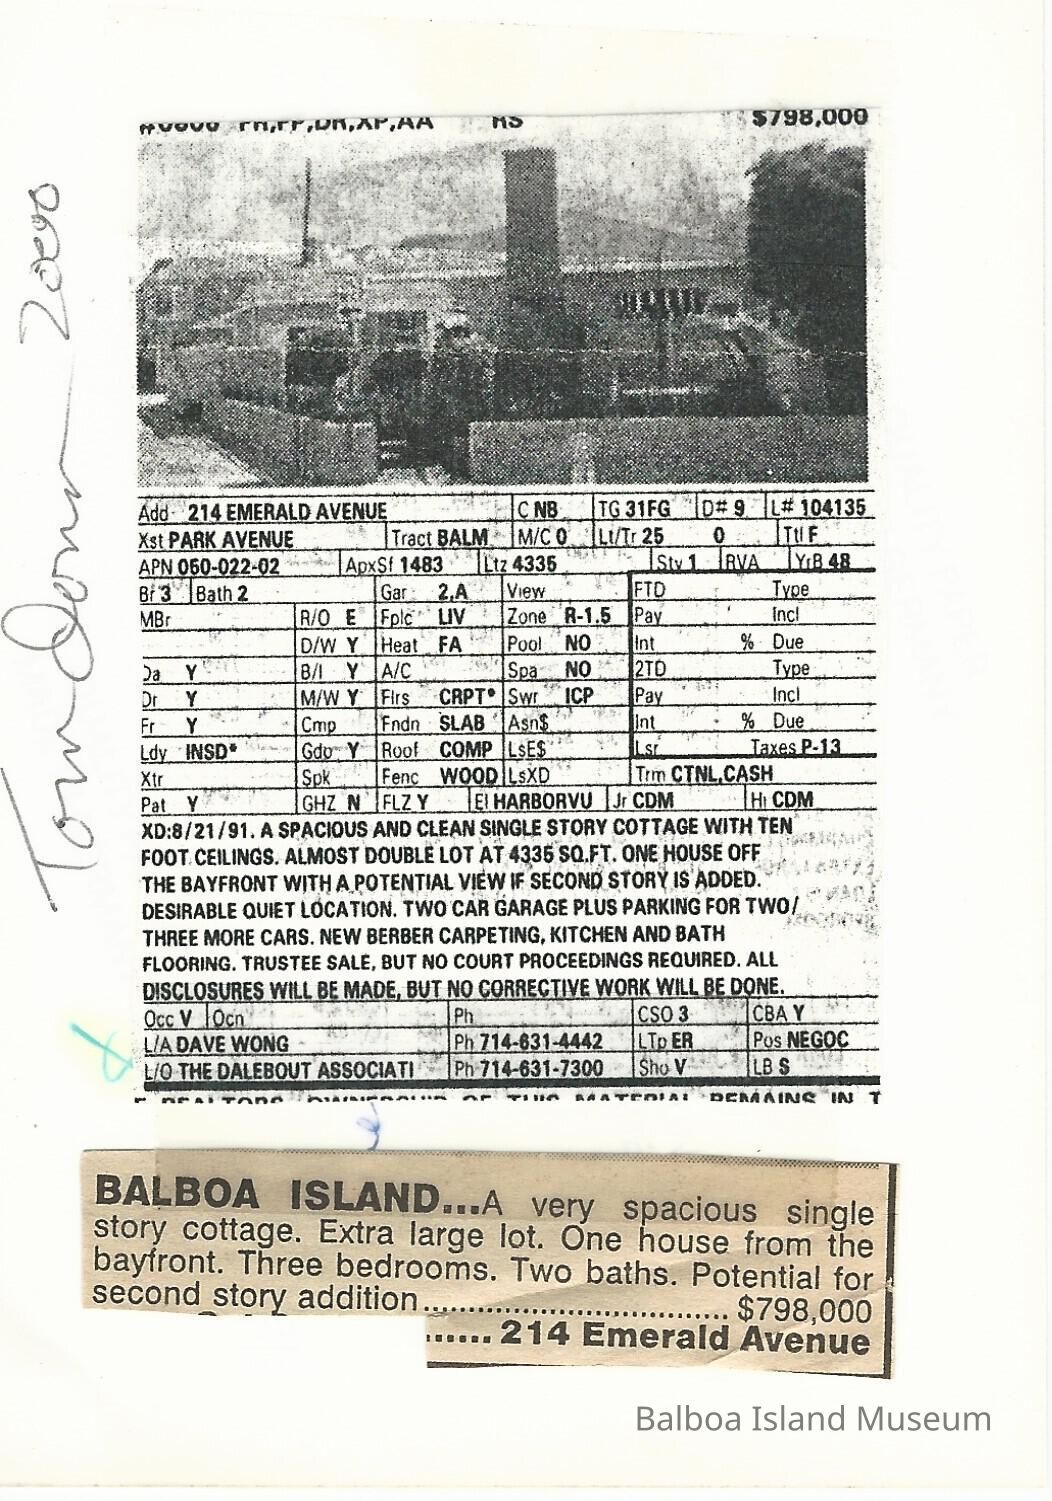 $798,000
Add 214 EMERALD AVENUE C NB TG 31FG D# 9 L# 104135
Xst PARK AVENUE Tract BALM M/C 0 Lt/Tr 25 0 Ttl F
APN 050-022-02 ApxSf 1483 Ltz 4335 Sty 1 RVA YrB 48
Br 3 Bath 2 Gar 2,A View FTD Type
MBr R/O E Fplc LIV Zone R-1.5 Pay Incl
D/W Y Heat FA Pool NO Int % Due
Da Y B/I Y A/C Spa NO 2TD Type
Dr Y M/W Y Flrs CRPT* Swr ICP Pay Incl
Fr Y Cmp Fndn SLAB Asn$ Int % Due
Ldy INSD* Gdo Y Roof COMP LsE$ Lsr Taxes P-13
Xtr Spk Fenc WOOD LsXD Trm CTNL,CASH
Pat Y GHZ N FLZ Y El HARBORVU Jr CDM Hi CDM
XD:8/21/91. A SPACIOUS AND CLEAN SINGLE STORY COTTAGE WITH TEN
FOOT CEILINGS. ALMOST DOUBLE LOT AT 4335 SQ.FT. ONE HOUSE OFF
THE BAYFRONT WITH A POTENTIAL VIEW IF SECOND STORY IS ADDED.
DESIRABLE QUIET LOCATION. TWO CAR GARAGE PLUS PARKING FOR TWO/
THREE MORE CARS. NEW BERBER CARPETING, KITCHEN AND BATH
FLOORING. TRUSTEE SALE, BUT NO COURT PROCEEDINGS REQUIRED. ALL
DISCLOSURES WILL BE MADE, BUT NO CORRECTIVE WORK WILL BE DONE.
Occ V Ocn Ph CSO 3 CBA Y
L/A DAVE WONG Ph 714-631-4442 LTp ER Pos NEGOC
L/O THE DALEBOUT ASSOCIATI Ph 714-631-7300 Sho V LB S
REALTORS OWNERSHIP OF THIS MATERIAL REMAINS IN T
BALBOA ISLAND...A very spacious single
story cottage. Extra large lot. One house from the
bayfront. Three bedrooms. Two baths. Potential for
second story addition.................................. $798,000
...... 214 Emerald Avenue
Balboa Island Museum